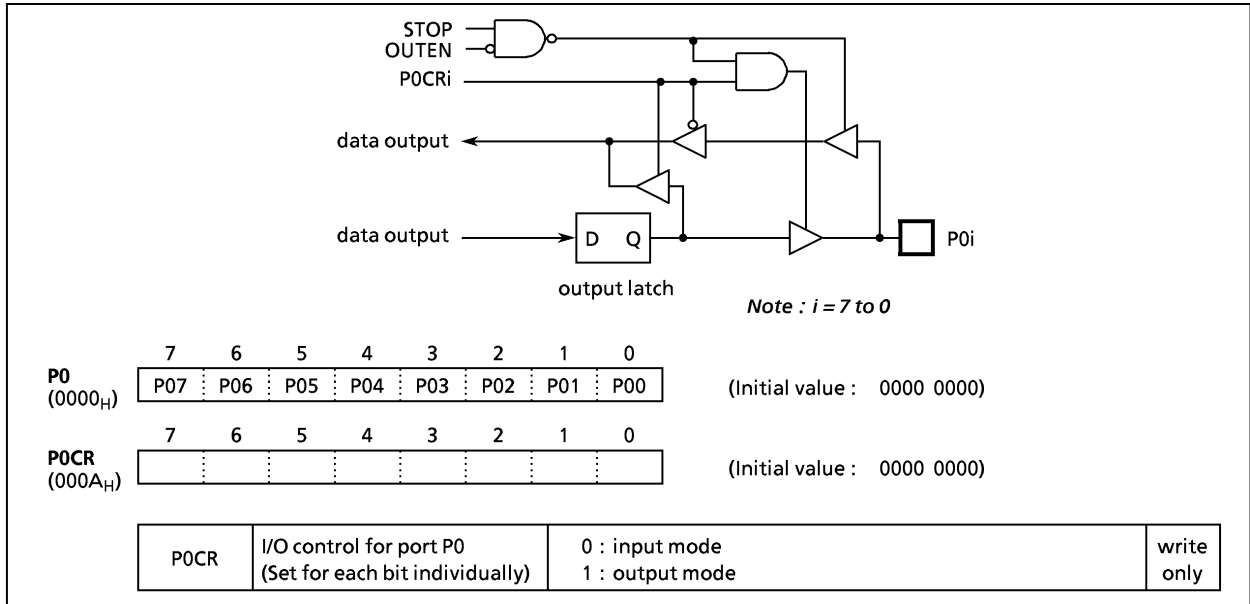 STOP
OUTEN
P0CRi
data output
data output
D Q
P0i
output latch
Note : i = 7 to 0
7 6 5 4 3 2 1 0
P0 (0000H) P07 P06 P05 P04 P03 P02 P01 P00 (Initial value : 0000 0000)
7 6 5 4 3 2 1 0
P0CR (000AH) (Initial value : 0000 0000)
P0CR
I/O control for port P0
(Set for each bit individually)
0 : input mode
1 : output mode
write
only